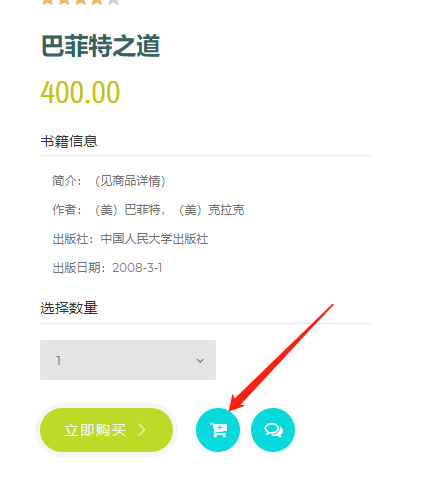 巴菲特之道
400.00
书籍信息
简介：（见商品详情）
作者：（美）巴菲特，（美）克拉克
出版社：中国人民大学出版社
出版日期：2008-3-1
选择数量
1
立即购买